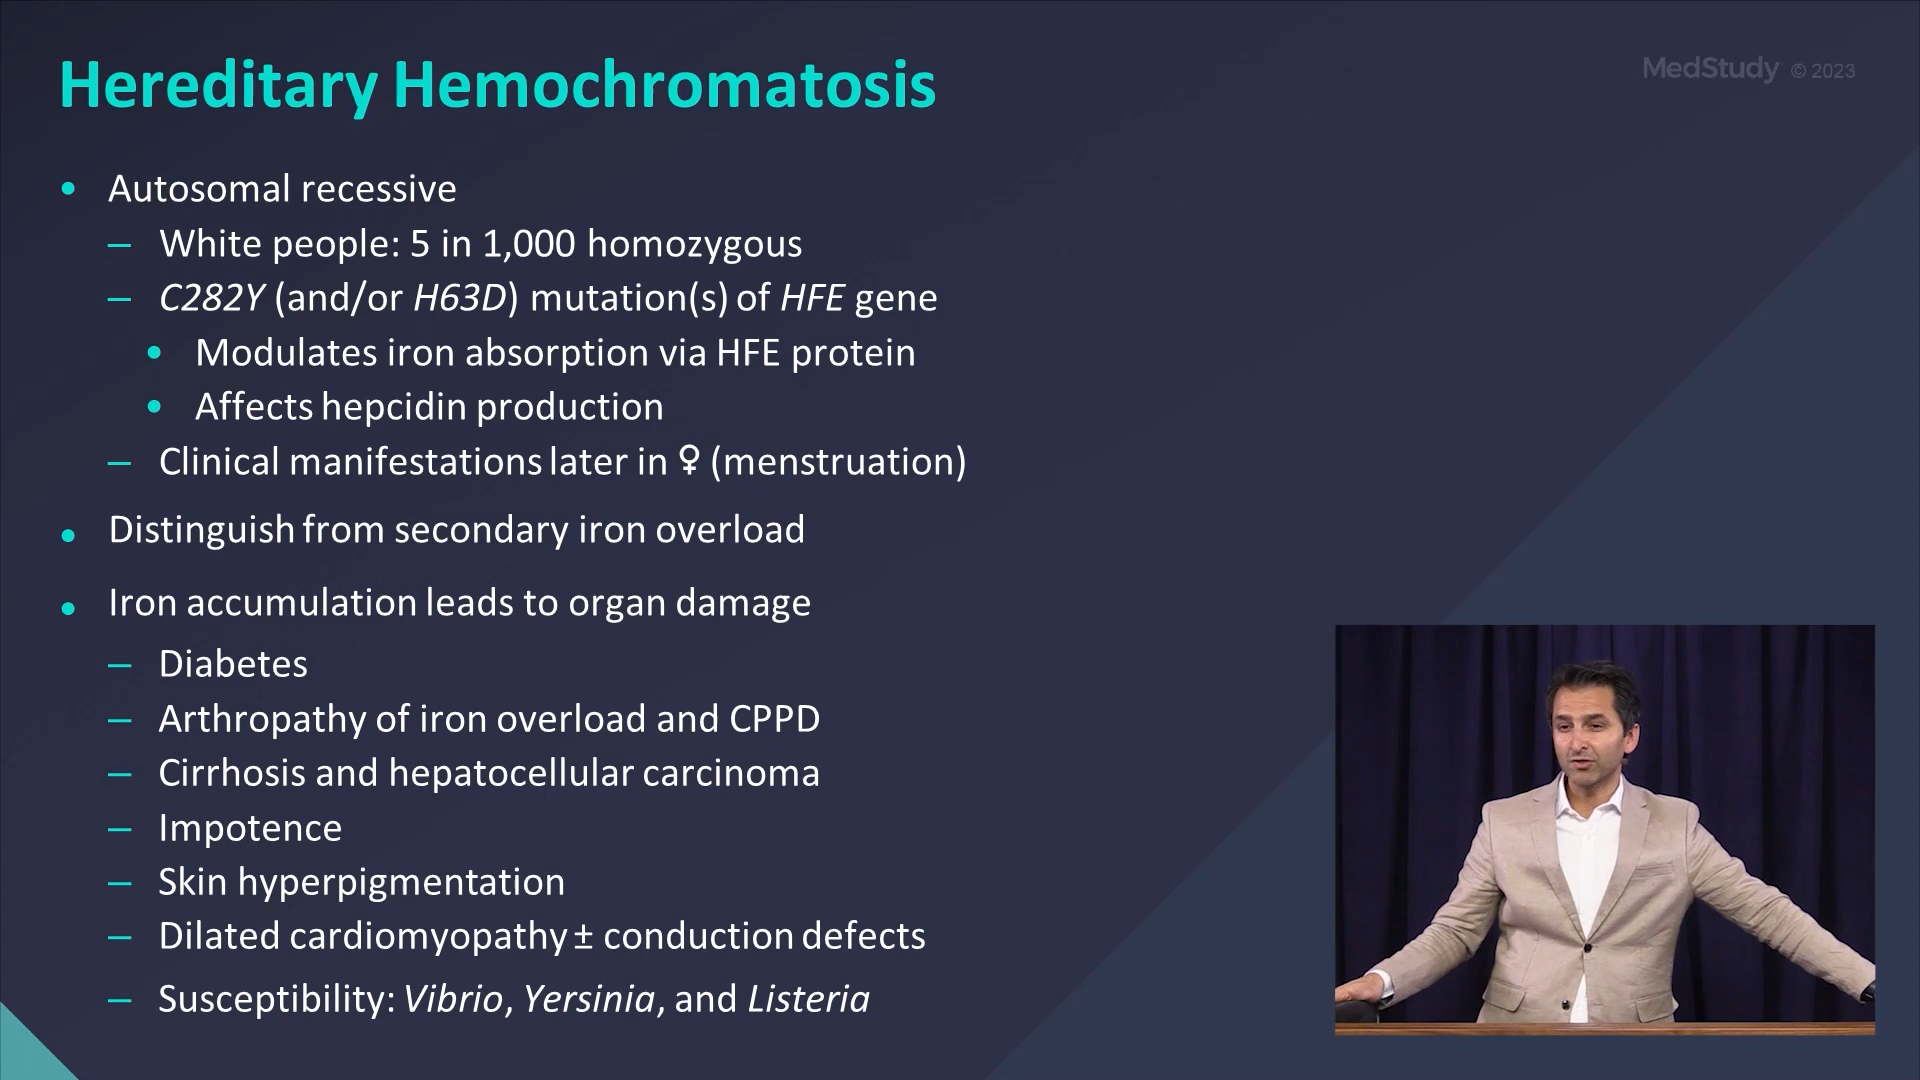 Hereditary Hemochromatosis
MedStudy © 2023
• Autosomal recessive
– White people: 5 in 1,000 homozygous
– C282Y (and/or H63D) mutation(s) of HFE gene
• Modulates iron absorption via HFE protein
• Affects hepcidin production
– Clinical manifestations later in ♀ (menstruation)
• Distinguish from secondary iron overload
• Iron accumulation leads to organ damage
– Diabetes
– Arthropathy of iron overload and CPPD
– Cirrhosis and hepatocellular carcinoma
– Impotence
– Skin hyperpigmentation
– Dilated cardiomyopathy ± conduction defects
– Susceptibility: Vibrio, Yersinia, and Listeria